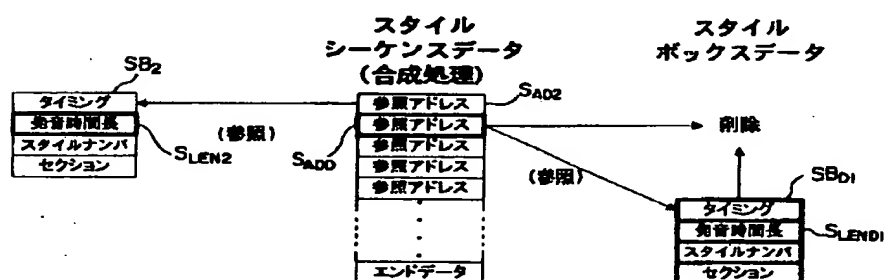 スタイル
シーケンスデータ
(合成処理)
スタイル
ボックスデータ
SB2
タイミング
発音時間長
スタイルナンバ
セクション
SLEN2
(参照)
SADD
参照アドレス
参照アドレス
参照アドレス
参照アドレス
参照アドレス
エンドデータ
SAD2
削除
(参照)
SBD1
タイミング
発音時間長
スタイルナンバ
セクション
SLEND1